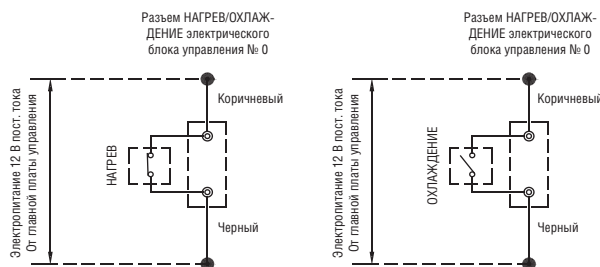 Разъем НАГРЕВ/ОХЛАЖ-
ДЕНИЕ электрического
блока управления № 0
Коричневый
Электропитание 12 В пост. тока
От главной платы управления
НАГРЕВ
Черный
Разъем НАГРЕВ/ОХЛАЖ-
ДЕНИЕ электрического
блока управления № 0
Коричневый
Электропитание 12 В пост. тока
От главной платы управления
ОХЛАЖДЕНИЕ
Черный